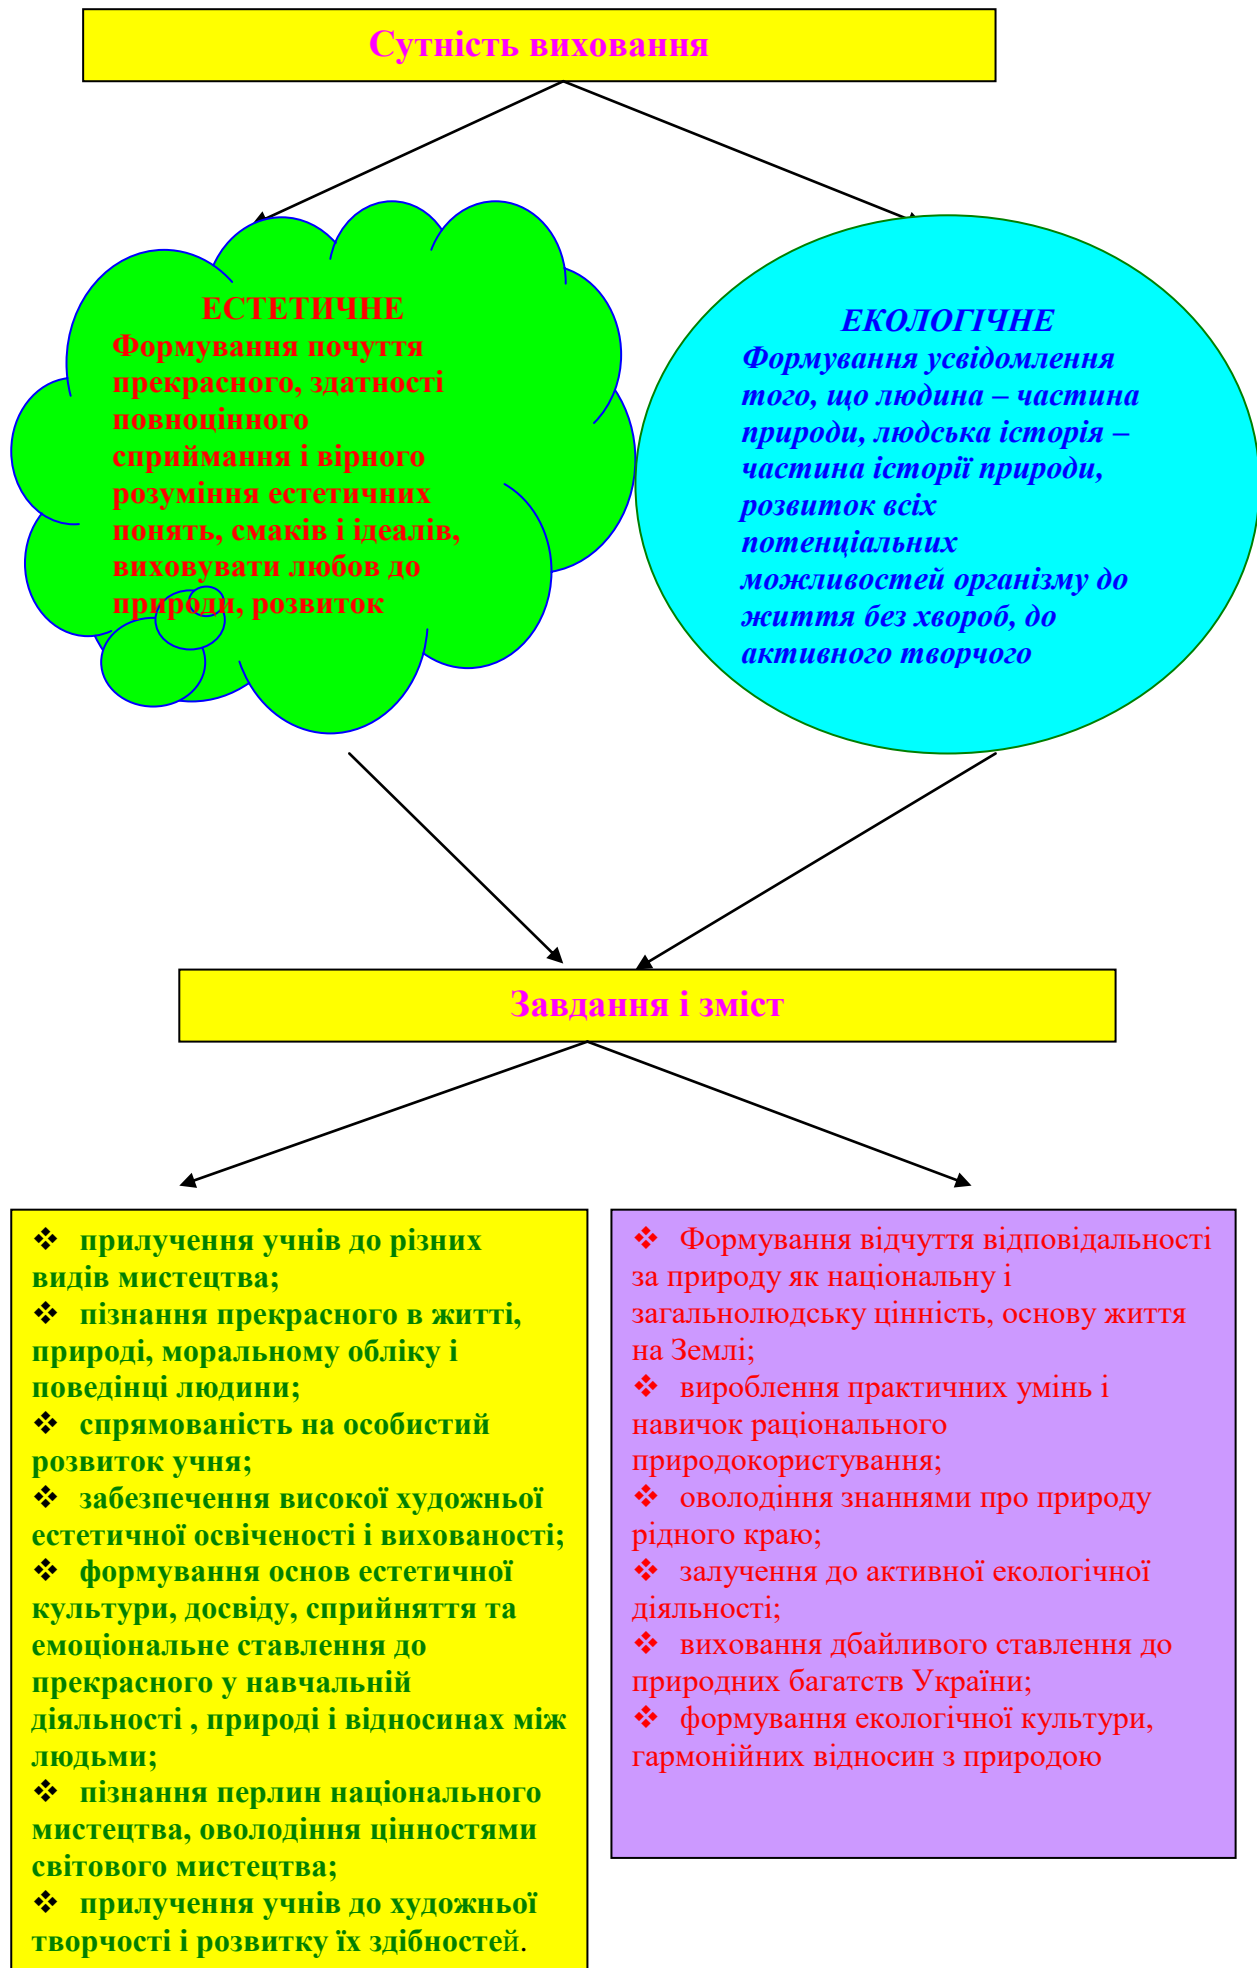 Сутність виховання
ЕСТЕТИЧНЕ
Формування почуття
прекрасного, здатності
повноцінного
сприймання і вірного
розуміння естетичних
понять, смаків і ідеалів,
виховувати любов до
природи, розвиток
ЕКОЛОГІЧНЕ
Формування усвідомлення
того, що людина – частина
природи, людська історія –
частина історії природи,
розвиток всіх
потенціальних
можливостей організму до
життя без хвороб, до
активного творчого
Завдання і зміст
❖ прилучення учнів до різних
видів мистецтва;
❖ пізнання прекрасного в житті,
природі, моральному обліку і
поведінці людини;
❖ спрямованість на особистий
розвиток учня;
❖ забезпечення високої художньої
естетичної освіченості і вихованості;
❖ формування основ естетичної
культури, досвіду, сприйняття та
емоціональне ставлення до
прекрасного у навчальній
діяльності , природі і відносинах між
людьми;
❖ пізнання перлин національного
мистецтва, оволодіння цінностями
світового мистецтва;
❖ прилучення учнів до художньої
творчості і розвитку їх здібностей.
❖ Формування відчуття відповідальності
за природу як національну і
загальнолюдську цінність, основу життя
на Землі;
❖ вироблення практичних умінь і
навичок раціонального
природокористування;
❖ оволодіння знаннями про природу
рідного краю;
❖ залучення до активної екологічної
діяльності;
❖ виховання дбайливого ставлення до
природних багатств України;
❖ формування екологічної культури,
гармонійних відносин з природою